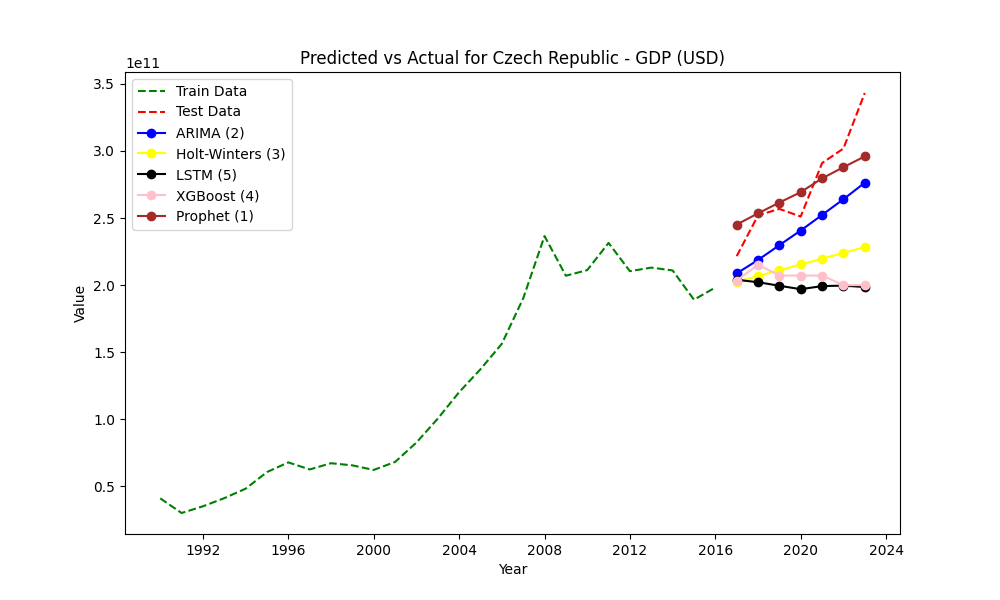 Predicted vs Actual for Czech Republic - GDP (USD)
1e11
3.5
3.0
2.5
2.0
1.5
1.0
0.5
Value
Train Data
Test Data
ARIMA (2)
Holt-Winters (3)
LSTM (5)
XGBoost (4)
Prophet (1)
1992 1996 2000 2004 2008 2012 2016 2020 2024
Year